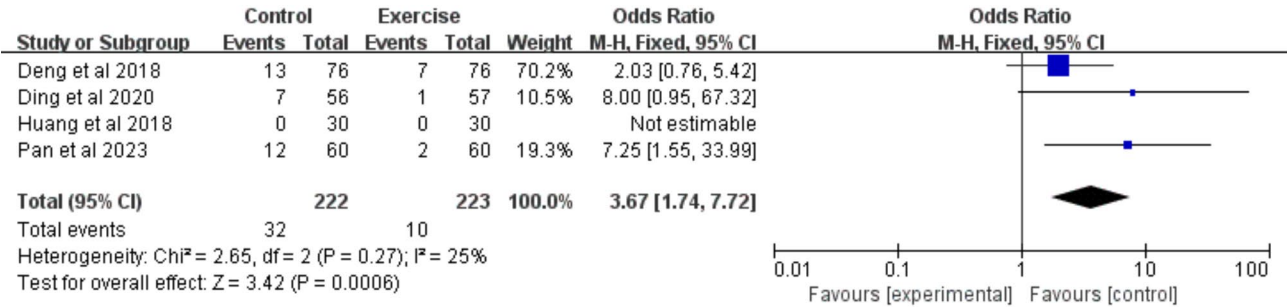 Control Exercise Odds Ratio Odds Ratio
Study or Subgroup Events Total Events Total Weight M-H, Fixed, 95% CI M-H, Fixed, 95% CI
Deng et al 2018 13 76 7 76 70.2% 2.03 [0.76, 5.42]
Ding et al 2020 7 56 1 57 10.5% 8.00 [0.95, 67.32]
Huang et al 2018 0 30 0 30 Not estimable
Pan et al 2023 12 60 2 60 19.3% 7.25 [1.55, 33.99]
Total (95% CI) 222 223 100.0% 3.67 [1.74, 7.72]
Total events 32 10
Heterogeneity: Chi² = 2.65, df = 2 (P = 0.27); I² = 25%
Test for overall effect: Z = 3.42 (P = 0.0006)
0.01 0.1 1 10 100
Favours [experimental] Favours [control]